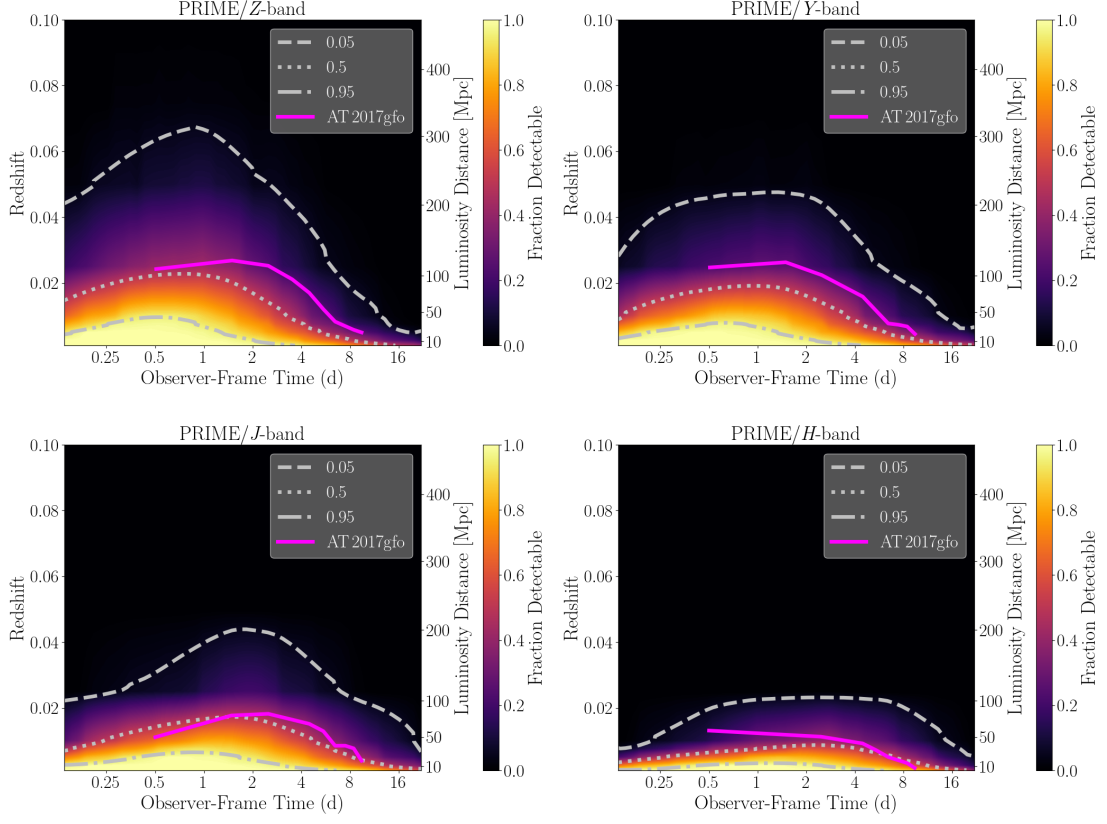 PRIME/Z-band
0.10
0.08
0.06
0.04
0.02
Redshift
0.05
0.5
0.95
AT 2017gfo
400
300
200
100
50
10
Luminosity Distance [Mpc]
1.0
0.8
0.6
0.4
0.2
0.0
Fraction Detectable
0.25 0.5 1 2 4 8 16
Observer-Frame Time (d)
PRIME/Y-band
0.10
0.08
0.06
0.04
0.02
Redshift
0.05
0.5
0.95
AT 2017gfo
400
300
200
100
50
10
Luminosity Distance [Mpc]
1.0
0.8
0.6
0.4
0.2
0.0
Fraction Detectable
0.25 0.5 1 2 4 8 16
Observer-Frame Time (d)
PRIME/J-band
0.10
0.08
0.06
0.04
0.02
Redshift
0.05
0.5
0.95
AT 2017gfo
400
300
200
100
50
10
Luminosity Distance [Mpc]
1.0
0.8
0.6
0.4
0.2
0.0
Fraction Detectable
0.25 0.5 1 2 4 8 16
Observer-Frame Time (d)
PRIME/H-band
0.10
0.08
0.06
0.04
0.02
Redshift
0.05
0.5
0.95
AT 2017gfo
400
300
200
100
50
10
Luminosity Distance [Mpc]
1.0
0.8
0.6
0.4
0.2
0.0
Fraction Detectable
0.25 0.5 1 2 4 8 16
Observer-Frame Time (d)